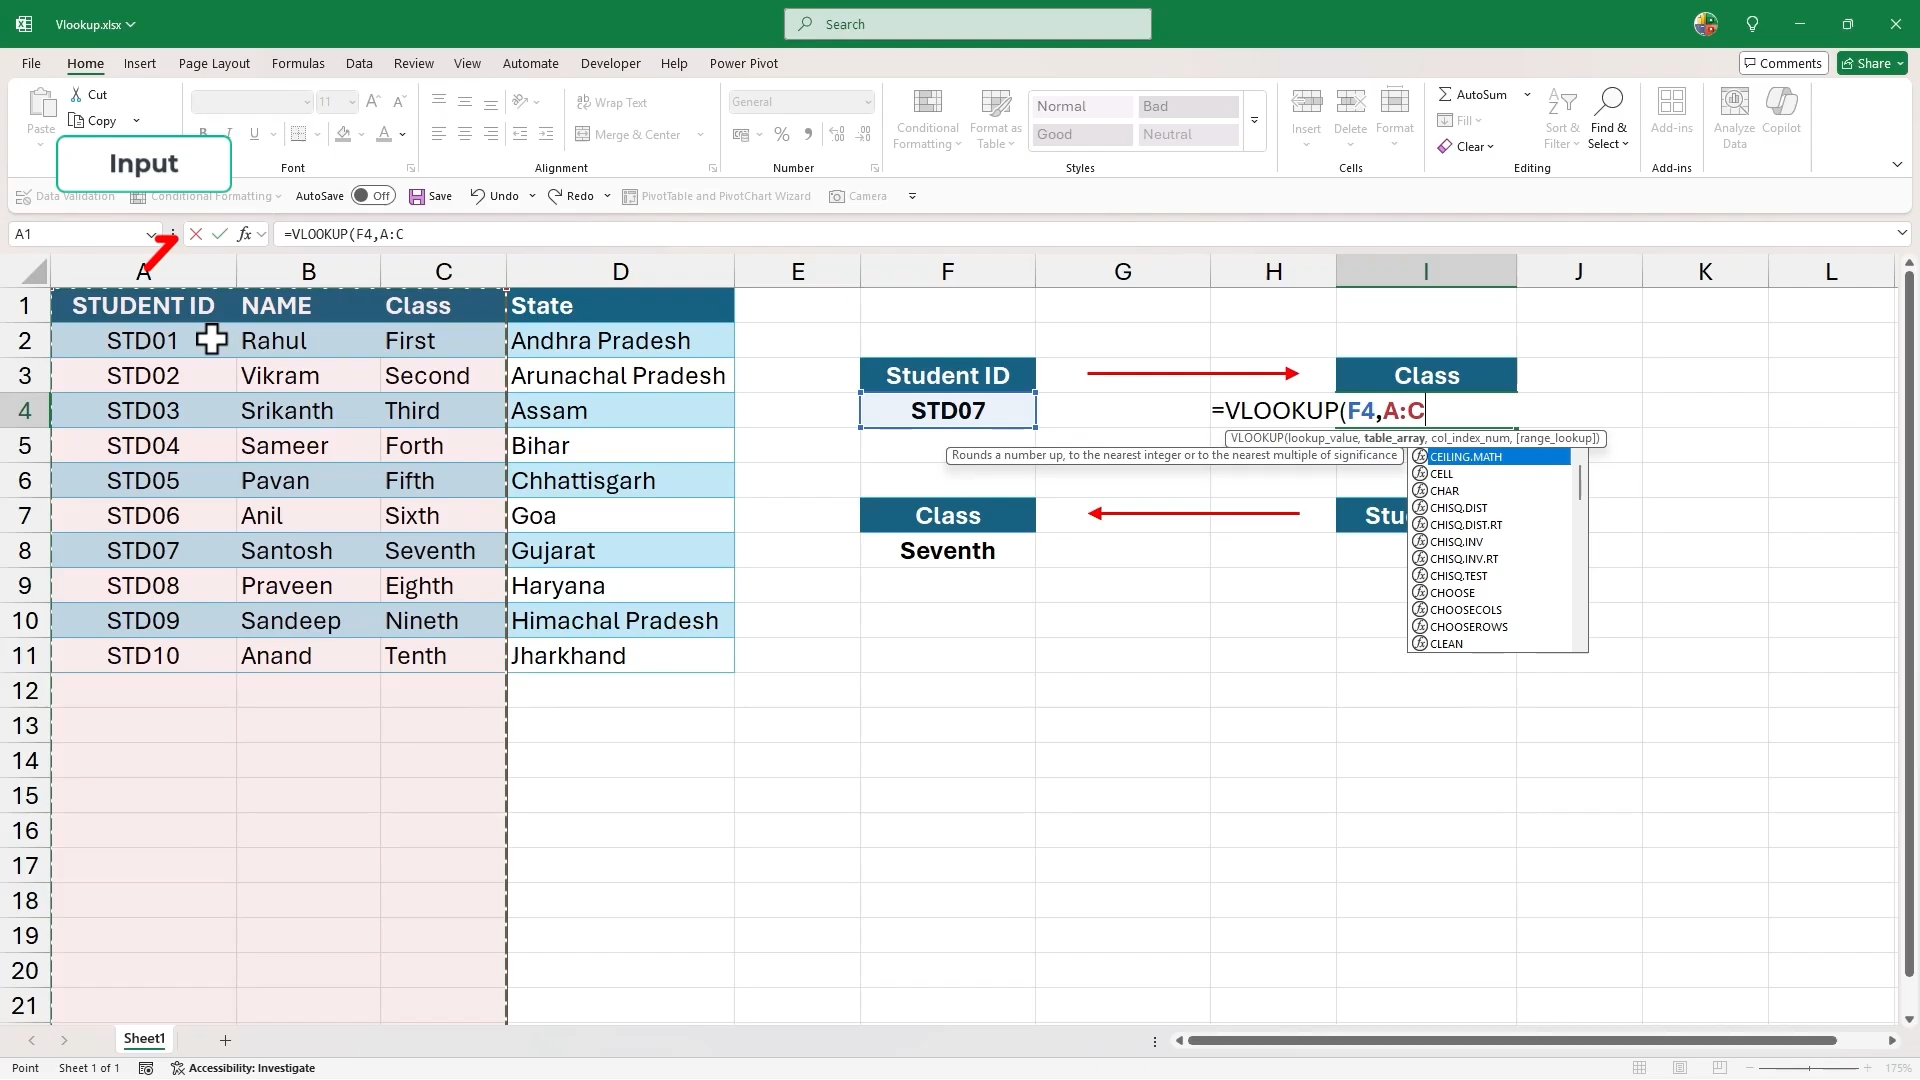 Vlookup.xlsx
Search
File Home Insert Page Layout Formulas Data Review View Automate Developer Help Power Pivot
Comments Share
Cut 11 Wrap Text General Normal Bad AutoSum
Copy Good Neutral Fill
Paste Merge & Center Conditional Formatting Format as Table Insert Delete Format Clear Sort & Filter Find & Select Add-ins Analyze Data Copilot
Input
Font Alignment Number Styles Cells Editing Add-ins
Data Validation Conditional Formatting AutoSave Off Save Undo Redo PivotTable and PivotChart Wizard Camera
A1 fx =VLOOKUP(F4,A:C
A B C D E F G H I J K L
1 STUDENT ID NAME Class State
2 STD01 Rahul First Andhra Pradesh
3 STD02 Vikram Second Arunachal Pradesh Student ID Class
4 STD03 Srikanth Third Assam STD07 =VLOOKUP(F4,A:C
VLOOKUP(lookup_value, table_array, col_index_num, [range_lookup])
5 STD04 Sameer Forth Bihar
Rounds a number up, to the nearest integer or to the nearest multiple of significance
CEILING.MATH
CELL
CHAR
CHISQ.DIST
CHISQ.DIST.RT
CHISQ.INV
CHISQ.INV.RT
CHISQ.TEST
CHOOSE
CHOOSECOLS
CHOOSEROWS
CLEAN
6 STD05 Pavan Fifth Chhattisgarh
7 STD06 Anil Sixth Goa Class
8 STD07 Santosh Seventh Gujarat Seventh
9 STD08 Praveen Eighth Haryana
10 STD09 Sandeep Nineth Himachal Pradesh
11 STD10 Anand Tenth Jharkhand
12
13
14
15
16
17
18
19
20
21
Sheet1
Point Sheet 1 of 1 Accessibility: Investigate 175%